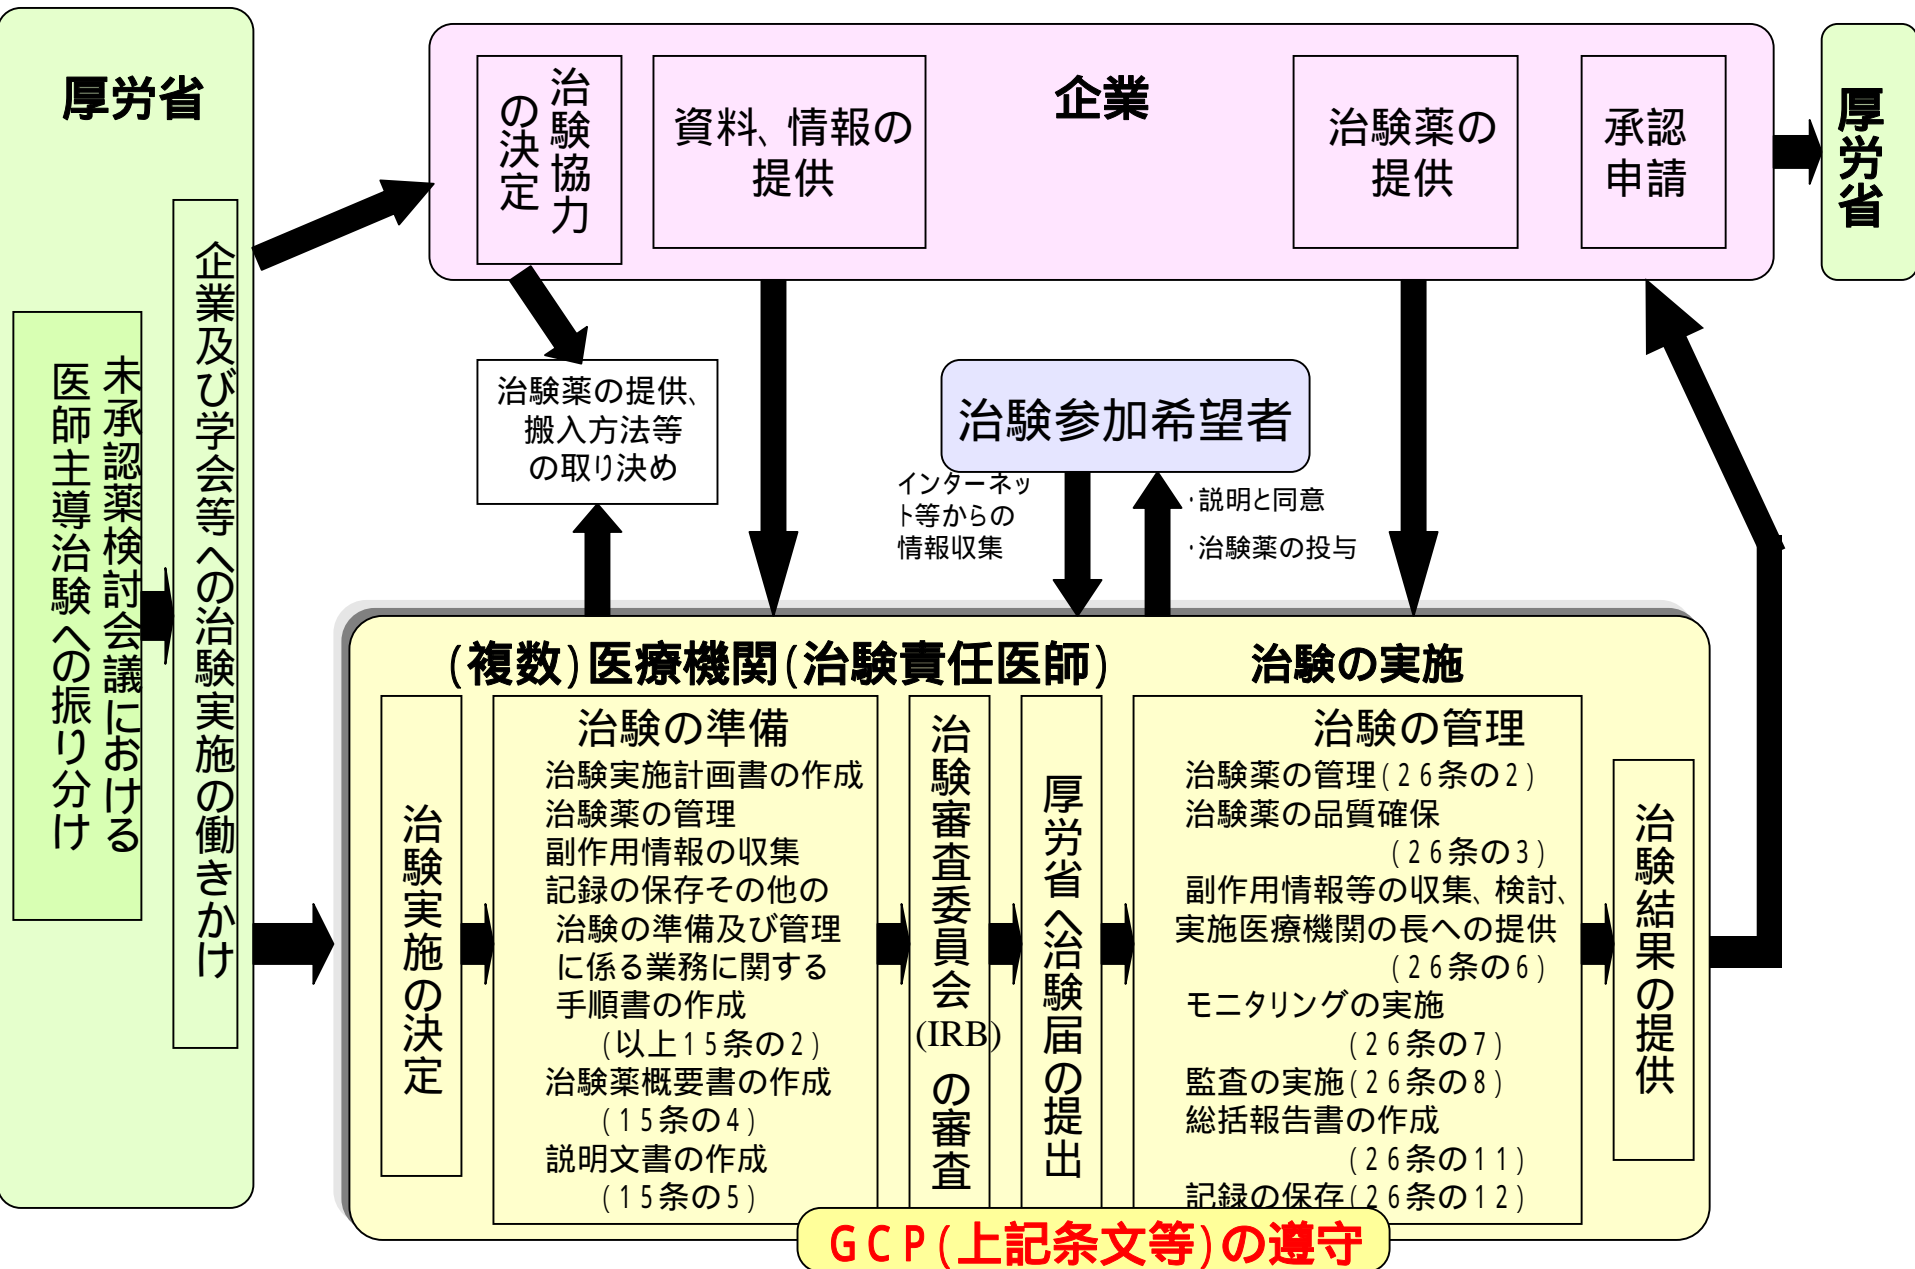 厚労省
未承認薬検討会議における
医師主導治験への振り分け
企業及び学会等への治験実施の働きかけ
企業
治験協力
の決定
資料、情報の
提供
治験薬の
提供
承認
申請
厚労省
治験薬の提供、
搬入方法等
の取り決め
治験参加希望者
インターネッ
ト等からの
情報収集
・説明と同意
・治験薬の投与
(複数)医療機関(治験責任医師)
治験の実施
治験実施の決定
治験の準備
治験実施計画書の作成
治験薬の管理
副作用情報の収集
記録の保存その他の
治験の準備及び管理
に係る業務に関する
手順書の作成
(以上15条の2)
治験薬概要書の作成
(15条の4)
説明文書の作成
(15条の5)
治験審査委員会
(IRB)
の審査
厚労省へ治験届の提出
治験の管理
治験薬の管理(26条の2)
治験薬の品質確保
(26条の3)
副作用情報等の収集、検討、
実施医療機関の長への提供
(26条の6)
モニタリングの実施
(26条の7)
監査の実施(26条の8)
総括報告書の作成
(26条の11)
記録の保存(26条の12)
治験結果の提供
GCP(上記条文等)の遵守